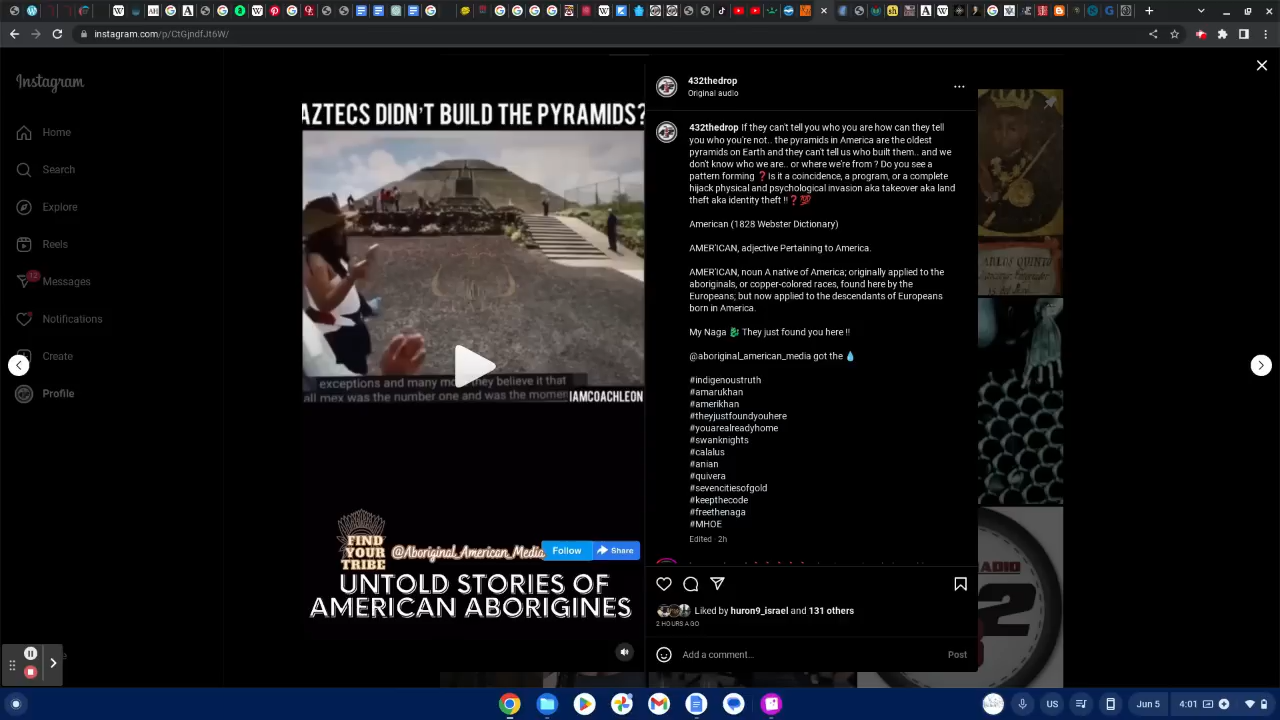 instagram.com/p/CtGjndfJt6W/
Instagram
Home
Search
Explore
Reels
12
Messages
Notifications
Create
Profile
AZTECS DIDN'T BUILD THE PYRAMIDS?
exceptions and many
they believe it that
all mex was the number one and was the
IAMCOACHLEON
FIND
YOUR
TRIBE
@Aboriginal_American_Media
Follow
Share
UNTOLD STORIES OF
AMERICAN ABORIGINES
432thedrop
Original audio
432thedrop If they can't tell you who you are how can they tell
you who you're not.. the pyramids in America are the oldest
pyramids on Earth and they can't tell us who built them.. and we
don't know who we are.. or where we're from ? Do you see a
pattern forming ❓Is it a coincidence, a program, or a complete
hijack physical and psychological invasion aka takeover aka land
theft aka identity theft !!❓💯
American (1828 Webster Dictionary)
AMER'ICAN, adjective Pertaining to America.
AMER'ICAN, noun A native of America; originally applied to the
aboriginals, or copper-colored races, found here by the
Europeans; but now applied to the descendants of Europeans
born in America.
My Naga 🐉 They just found you here !!
@aboriginal_american_media got the 💧
#indigenoustruth
#amarukhan
#amerikhan
#theyjustfoundyouhere
#youarealreadyhome
#swanknights
#calalus
#anian
#quivera
#sevencitiesofgold
#keepthecode
#freethenaga
#MHOE
Edited · 2h
Liked by huron9_israel and 131 others
2 HOURS AGO
Add a comment...
Post
RADIO
US
Jun 5
4:01